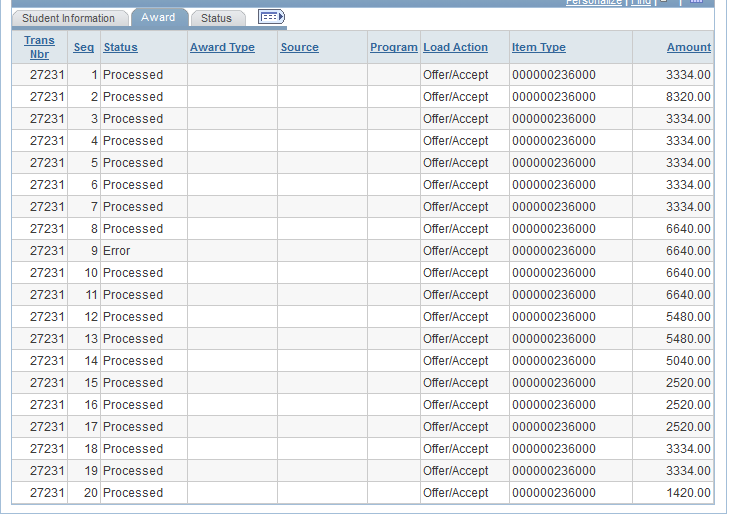 Personalize | Find |
Student Information Award Status
Trans Nbr Seq Status Award Type Source Program Load Action Item Type Amount
27231 1 Processed Offer/Accept 000000236000 3334.00
27231 2 Processed Offer/Accept 000000236000 8320.00
27231 3 Processed Offer/Accept 000000236000 3334.00
27231 4 Processed Offer/Accept 000000236000 3334.00
27231 5 Processed Offer/Accept 000000236000 3334.00
27231 6 Processed Offer/Accept 000000236000 3334.00
27231 7 Processed Offer/Accept 000000236000 3334.00
27231 8 Processed Offer/Accept 000000236000 6640.00
27231 9 Error Offer/Accept 000000236000 6640.00
27231 10 Processed Offer/Accept 000000236000 6640.00
27231 11 Processed Offer/Accept 000000236000 6640.00
27231 12 Processed Offer/Accept 000000236000 5480.00
27231 13 Processed Offer/Accept 000000236000 5480.00
27231 14 Processed Offer/Accept 000000236000 5040.00
27231 15 Processed Offer/Accept 000000236000 2520.00
27231 16 Processed Offer/Accept 000000236000 2520.00
27231 17 Processed Offer/Accept 000000236000 2520.00
27231 18 Processed Offer/Accept 000000236000 3334.00
27231 19 Processed Offer/Accept 000000236000 3334.00
27231 20 Processed Offer/Accept 000000236000 1420.00